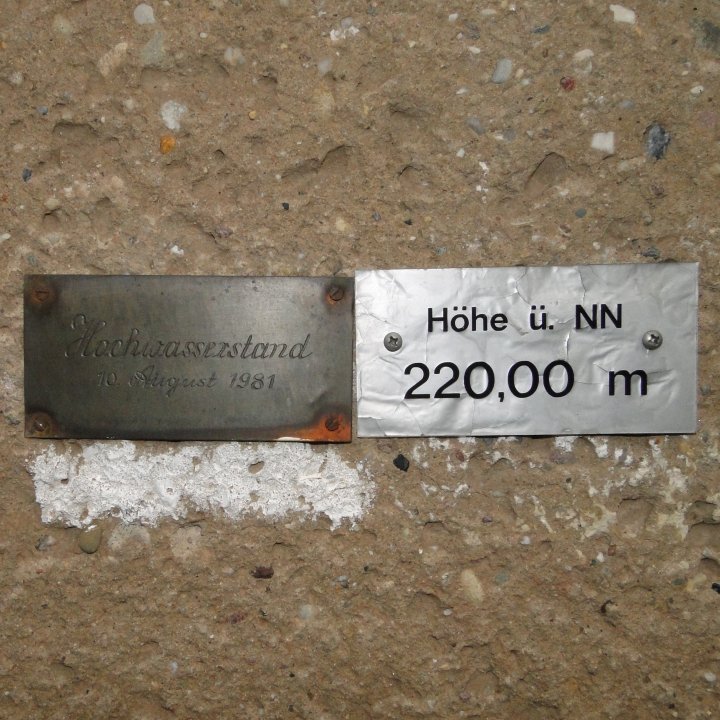 Hochwasserstand
10. August 1981
Höhe ü. NN
220,00 m